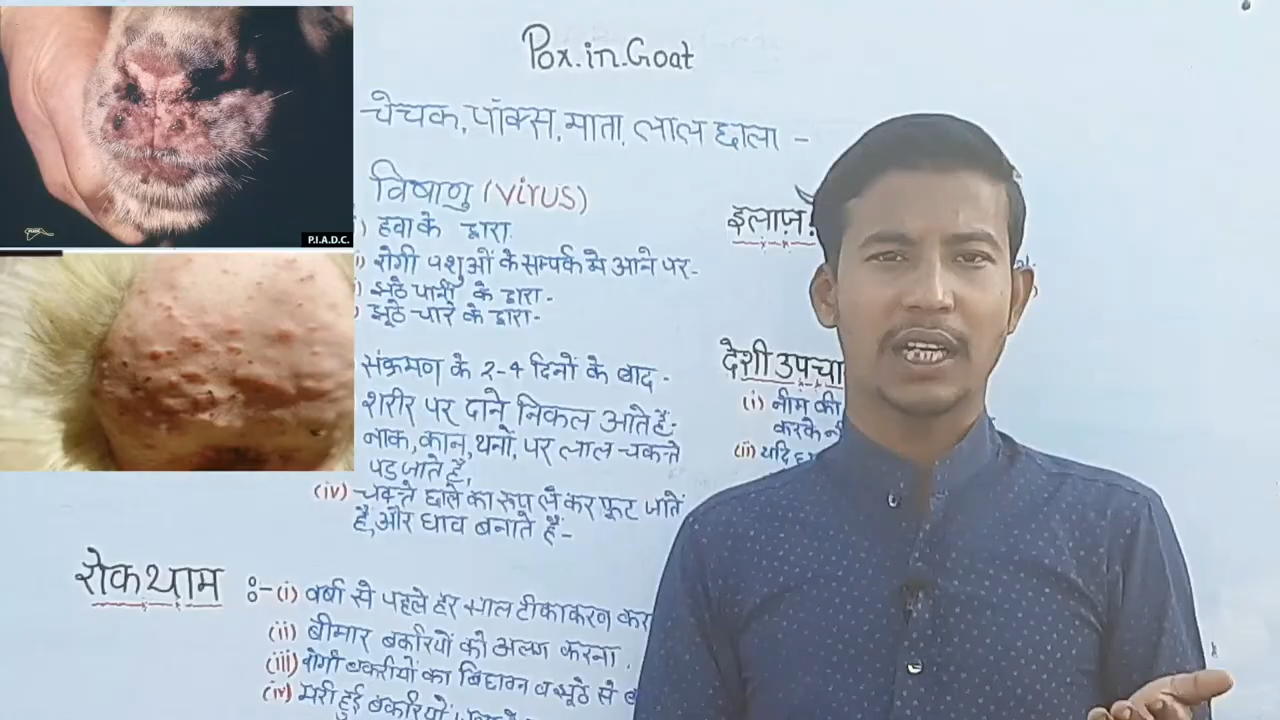 Pox.in.Goat
चेचक, पॉक्स, माता, लाल छाला -
विषाणु (virus)
हवा के द्वारा.
रोगी पशुओं के सम्पर्क में आने पर-
झूठे पानी के द्वारा-
झूठे चारे के द्वारा-
संक्रमण के 2-4 दिनों के बाद-
शरीर पर दाने निकल आते हैं;
नाक, कान, थनों, पर लाल चकत्ते
पड़ जाते हैं,
(iv) चकत्ते छाले का रूप ले कर फूट जाते
हैं, और घाव बनाते हैं-
रोकथाम :- (i) वर्षा से पहले हर साल टीकाकरण कर
(ii) बीमार बकरियों को अलग करना.
(iii) रोगी बकरीयों का बिछावन व झूठे से
(iv) मरी हुई बकरियों
इलाज़:
देशी उपचा
(i) नीम की
करके
(ii) यदि
P.I.A.D.C.